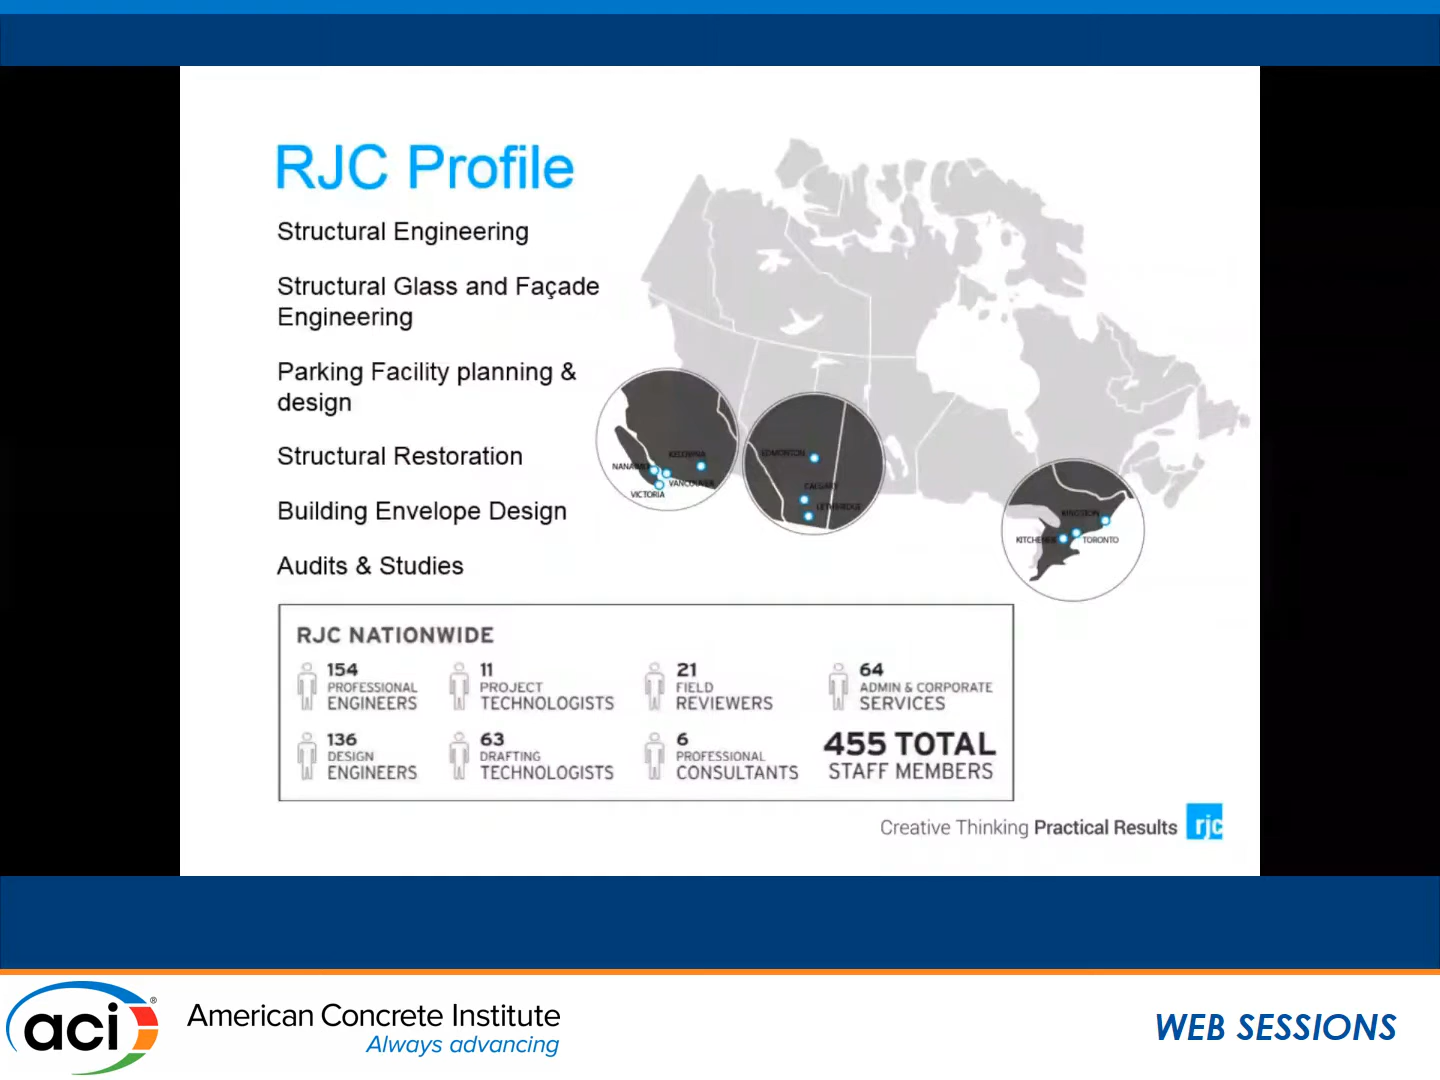 RJC Profile
Structural Engineering
Structural Glass and Façade
Engineering
Parking Facility planning &
design
Structural Restoration
Building Envelope Design
Audits & Studies
NANAIMO
KELOWNA
VANCOUVER
VICTORIA
EDMONTON
CALGARY
LETHBRIDGE
KINGSTON
KITCHENER
TORONTO
RJC NATIONWIDE
154
PROFESSIONAL
ENGINEERS
11
PROJECT
TECHNOLOGISTS
21
FIELD
REVIEWERS
64
ADMIN & CORPORATE
SERVICES
136
DESIGN
ENGINEERS
63
DRAFTING
TECHNOLOGISTS
6
PROFESSIONAL
CONSULTANTS
455 TOTAL
STAFF MEMBERS
Creative Thinking Practical Results
rjc
aci®
American Concrete Institute
Always advancing
WEB SESSIONS